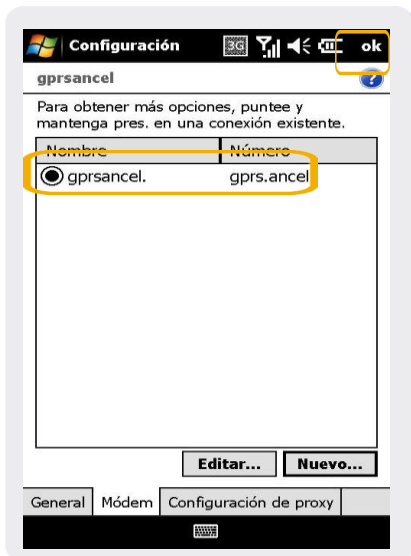 Configuración 3G ok
gprsancel ?
Para obtener más opciones, puntee y
mantenga pres. en una conexión existente.
Nombre Número
gprsancel. gprs.ancel
Editar... Nuevo...
General Módem Configuración de proxy